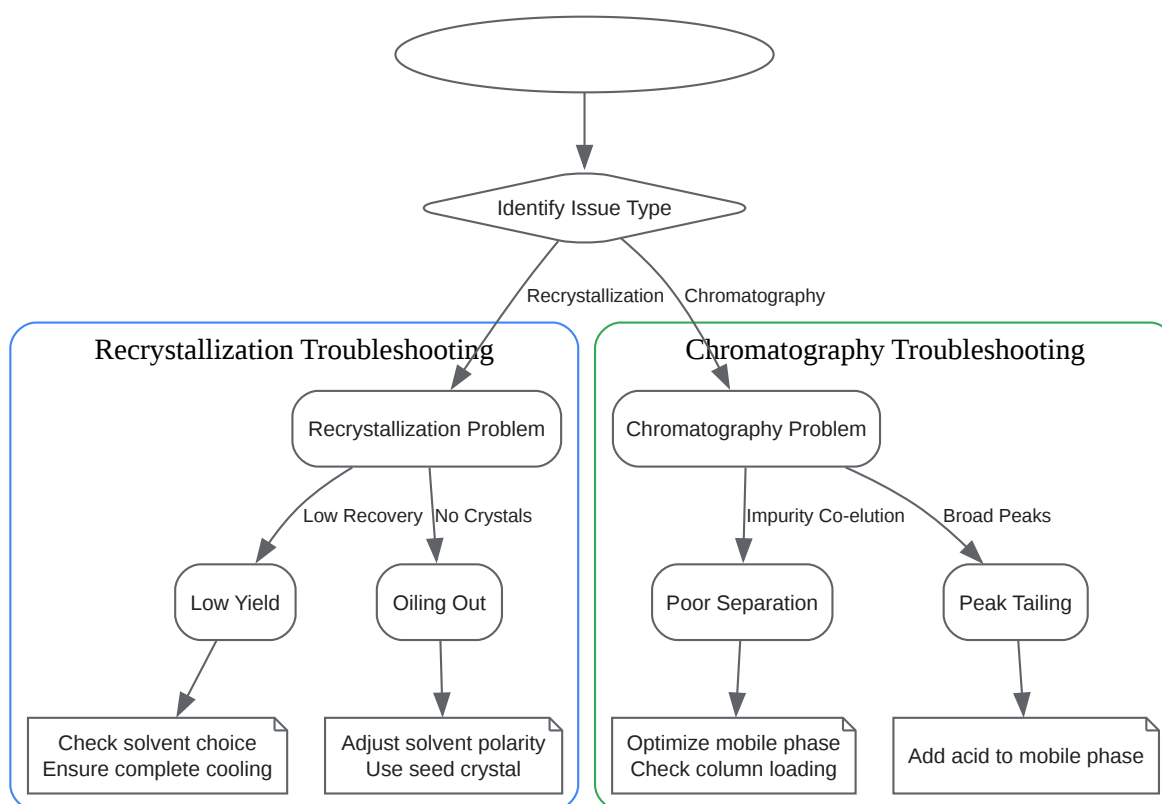 Identify Issue Type
Recrystallization
Chromatography
Recrystallization Troubleshooting
Chromatography Troubleshooting
Recrystallization Problem
Chromatography Problem
Low Recovery
No Crystals
Impurity Co-elution
Broad Peaks
Low Yield
Oiling Out
Poor Separation
Peak Tailing
Check solvent choice
Ensure complete cooling
Adjust solvent polarity
Use seed crystal
Optimize mobile phase
Check column loading
Add acid to mobile phase